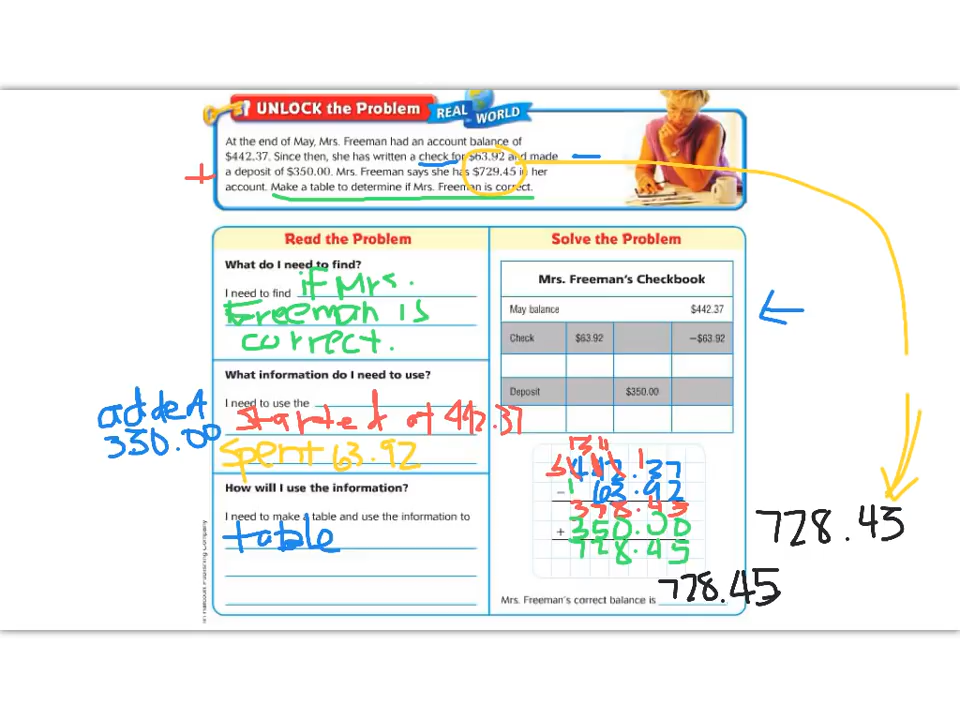 UNLOCK the Problem REAL WORLD
At the end of May, Mrs. Freeman had an account balance of
$442.37. Since then, she has written a check for $63.92 and made
a deposit of $350.00. Mrs. Freeman says she has $729.45 in her
account. Make a table to determine if Mrs. Freeman is correct.
+
Read the Problem
What do I need to find?
I need to find if Mrs.
Freeman is
correct.
What information do I need to use?
I need to use the
started at 442.37
added
350.00
spent 63.92
How will I use the information?
I need to make a table and use the information to
table
Solve the Problem
Mrs. Freeman's Checkbook
May balance $442.37
Check $63.92 −$63.92
Deposit $350.00
442.37
- 63.92
378.45
+ 350.00
728.45
Mrs. Freeman's correct balance is 728.45
728.45